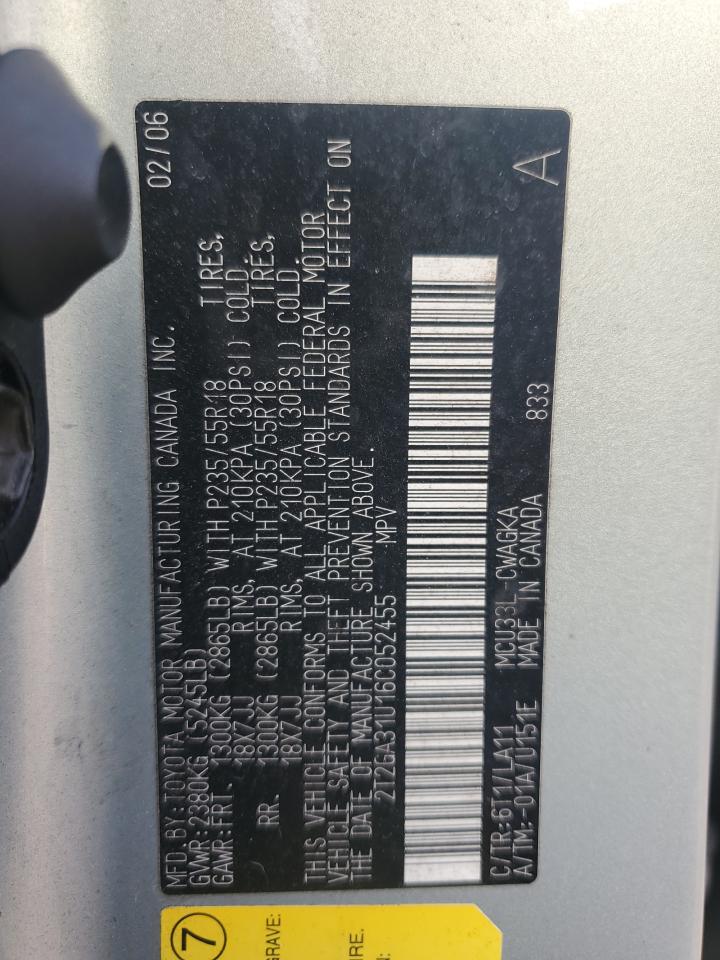 MFD. BY: TOYOTA MOTOR MANUFACTURING CANADA INC. 02/06
GVWR: 2380KG (5245LB)
GAWR: FRT. 1300KG (2865LB) WITH P235/55R18 TIRES,
18X7JJ RIMS, AT 210KPA (30PSI) COLD.
RR. 1300KG (2865LB) WITH P235/55R18 TIRES,
18X7JJ RIMS, AT 210KPA (30PSI) COLD.
THIS VEHICLE CONFORMS TO ALL APPLICABLE FEDERAL MOTOR
VEHICLE SAFETY AND THEFT PREVENTION STANDARDS IN EFFECT ON
THE DATE OF MANUFACTURE SHOWN ABOVE.
2T2GA31U16C052455 MPV
C/TR: 6T1/LA11 MCU33L-CWAGKA 833 A
A/TM: -01A/U151E MADE IN CANADA
7
GRAVE:
IRE.
N: